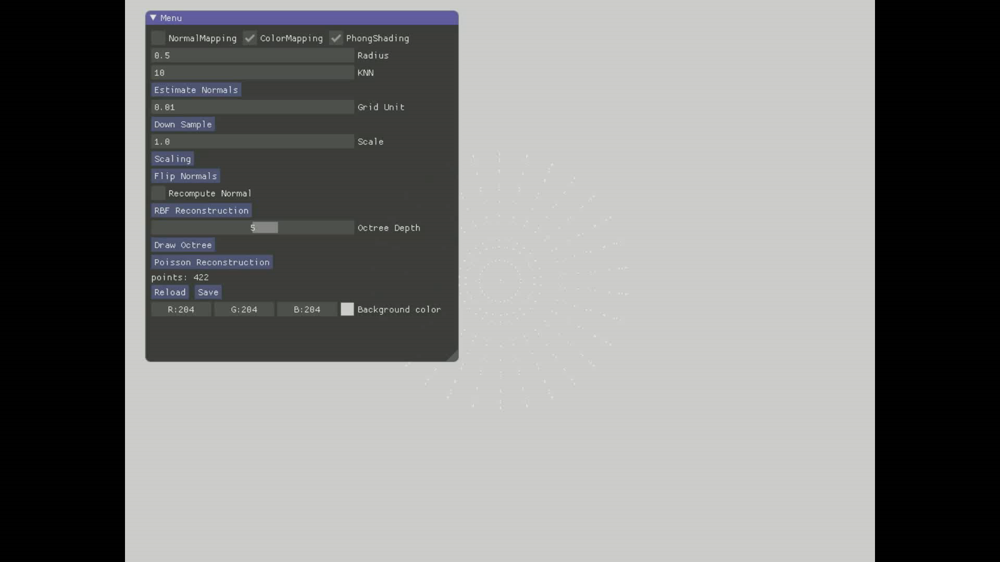 Menu
NormalMapping ColorMapping PhongShading
0.5 Radius
10 KNN
Estimate Normals
0.01 Grid Unit
Down Sample
1.0 Scale
Scaling
Flip Normals
Recompute Normal
RBF Reconstruction
5 Octree Depth
Draw Octree
Poisson Reconstruction
points: 422
Reload Save
R:204 G:204 B:204 Background color